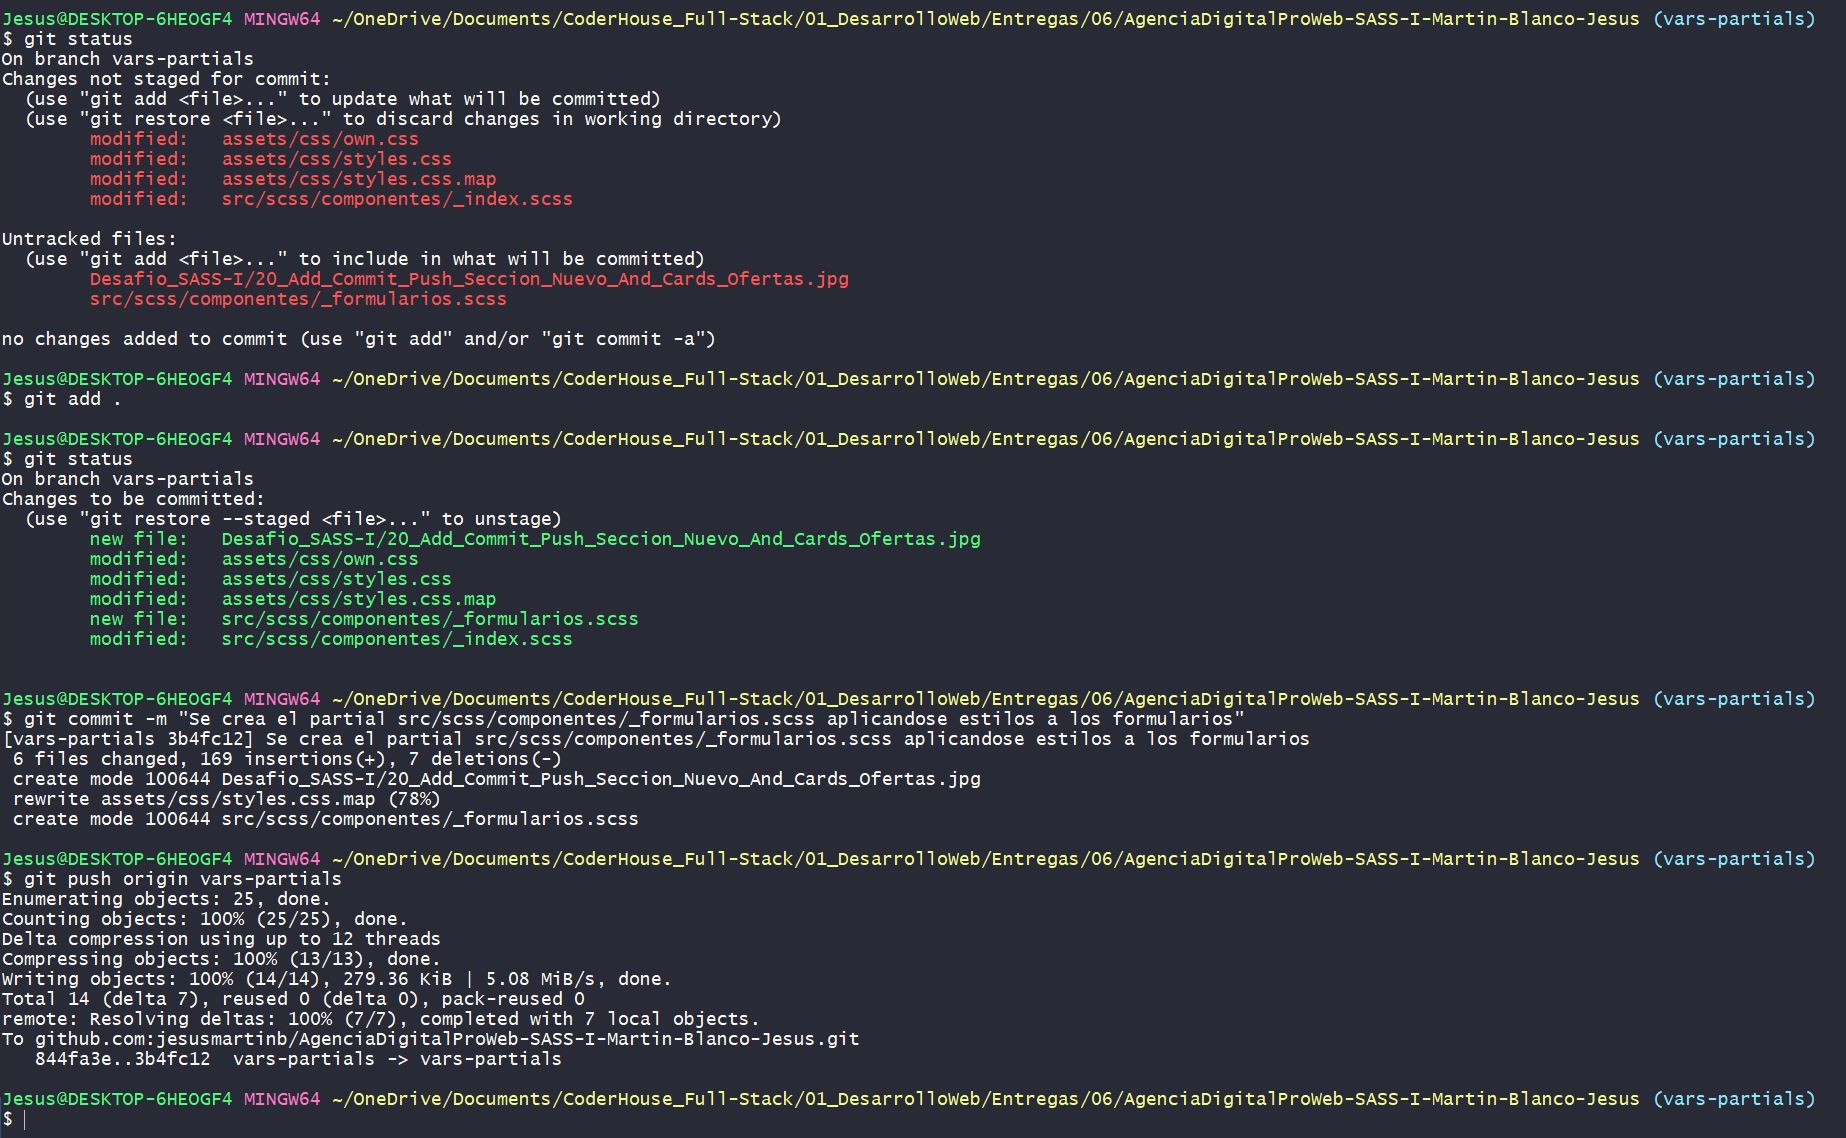 Jesus@DESKTOP-6HEOGF4 MINGW64 ~/OneDrive/Documents/CoderHouse_Full-Stack/01_DesarrolloWeb/Entregas/06/AgenciaDigitalProWeb-SASS-I-Martin-Blanco-Jesus (vars-partials)
$ git status
On branch vars-partials
Changes not staged for commit:
  (use "git add <file>..." to update what will be committed)
  (use "git restore <file>..." to discard changes in working directory)
        modified:   assets/css/own.css
        modified:   assets/css/styles.css
        modified:   assets/css/styles.css.map
        modified:   src/scss/componentes/_index.scss

Untracked files:
  (use "git add <file>..." to include in what will be committed)
        Desafio_SASS-I/20_Add_Commit_Push_Seccion_Nuevo_And_Cards_Ofertas.jpg
        src/scss/componentes/_formularios.scss

no changes added to commit (use "git add" and/or "git commit -a")

Jesus@DESKTOP-6HEOGF4 MINGW64 ~/OneDrive/Documents/CoderHouse_Full-Stack/01_DesarrolloWeb/Entregas/06/AgenciaDigitalProWeb-SASS-I-Martin-Blanco-Jesus (vars-partials)
$ git add .

Jesus@DESKTOP-6HEOGF4 MINGW64 ~/OneDrive/Documents/CoderHouse_Full-Stack/01_DesarrolloWeb/Entregas/06/AgenciaDigitalProWeb-SASS-I-Martin-Blanco-Jesus (vars-partials)
$ git status
On branch vars-partials
Changes to be committed:
  (use "git restore --staged <file>..." to unstage)
        new file:   Desafio_SASS-I/20_Add_Commit_Push_Seccion_Nuevo_And_Cards_Ofertas.jpg
        modified:   assets/css/own.css
        modified:   assets/css/styles.css
        modified:   assets/css/styles.css.map
        new file:   src/scss/componentes/_formularios.scss
        modified:   src/scss/componentes/_index.scss

Jesus@DESKTOP-6HEOGF4 MINGW64 ~/OneDrive/Documents/CoderHouse_Full-Stack/01_DesarrolloWeb/Entregas/06/AgenciaDigitalProWeb-SASS-I-Martin-Blanco-Jesus (vars-partials)
$ git commit -m "Se crea el partial src/scss/componentes/_formularios.scss aplicandose estilos a los formularios"
[vars-partials 3b4fc12] Se crea el partial src/scss/componentes/_formularios.scss aplicandose estilos a los formularios
 6 files changed, 169 insertions(+), 7 deletions(-)
 create mode 100644 Desafio_SASS-I/20_Add_Commit_Push_Seccion_Nuevo_And_Cards_Ofertas.jpg
 rewrite assets/css/styles.css.map (78%)
 create mode 100644 src/scss/componentes/_formularios.scss

Jesus@DESKTOP-6HEOGF4 MINGW64 ~/OneDrive/Documents/CoderHouse_Full-Stack/01_DesarrolloWeb/Entregas/06/AgenciaDigitalProWeb-SASS-I-Martin-Blanco-Jesus (vars-partials)
$ git push origin vars-partials
Enumerating objects: 25, done.
Counting objects: 100% (25/25), done.
Delta compression using up to 12 threads
Compressing objects: 100% (13/13), done.
Writing objects: 100% (14/14), 279.36 KiB | 5.08 MiB/s, done.
Total 14 (delta 7), reused 0 (delta 0), pack-reused 0
remote: Resolving deltas: 100% (7/7), completed with 7 local objects.
To github.com:jesusmartinb/AgenciaDigitalProWeb-SASS-I-Martin-Blanco-Jesus.git
   844fa3e..3b4fc12  vars-partials -> vars-partials

Jesus@DESKTOP-6HEOGF4 MINGW64 ~/OneDrive/Documents/CoderHouse_Full-Stack/01_DesarrolloWeb/Entregas/06/AgenciaDigitalProWeb-SASS-I-Martin-Blanco-Jesus (vars-partials)
$